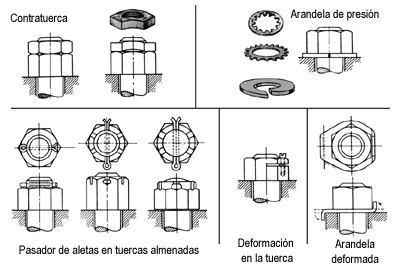 Contratuerca
Arandela de presión
Pasador de aletas en tuercas almenadas
Deformación
en la tuerca
Arandela
deformada